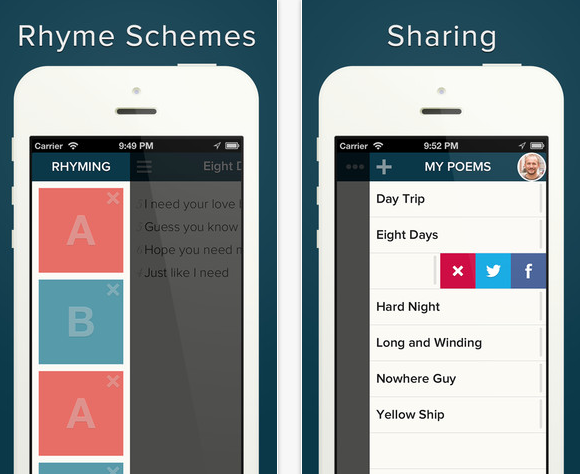 Rhyme Schemes
Carrier 9:49 PM
RHYMING
Eight D
A
I need your love
B
Guess you know
Hope you need
Just like I need
A
Sharing
Carrier 9:52 PM
MY POEMS
Day Trip
Eight Days
Hard Night
Long and Winding
Nowhere Guy
Yellow Ship